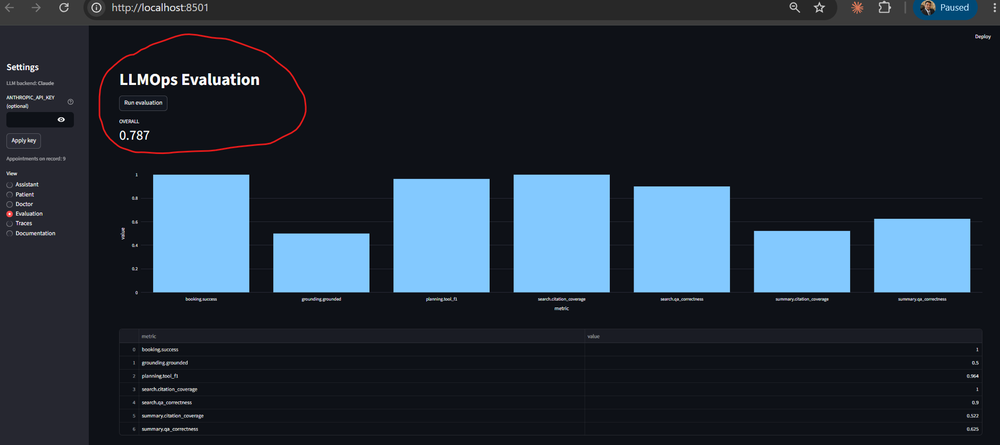 http://localhost:8501
Paused
Deploy
Settings
LLM backend: Claude
ANTHROPIC_API_KEY
(optional)
Apply key
Appointments on record: 9
View
Assistant
Patient
Doctor
Evaluation
Traces
Documentation
LLMOps Evaluation
Run evaluation
OVERALL
0.787
1
0.8
0.6
0.4
0.2
0
value
booking.success
grounding.grounded
planning.tool_f1
search.citation_coverage
search.qa_correctness
summary.citation_coverage
summary.qa_correctness
metric
metric value
0 booking.success 1
1 grounding.grounded 0.5
2 planning.tool_f1 0.964
3 search.citation_coverage 1
4 search.qa_correctness 0.9
5 summary.citation_coverage 0.522
6 summary.qa_correctness 0.625